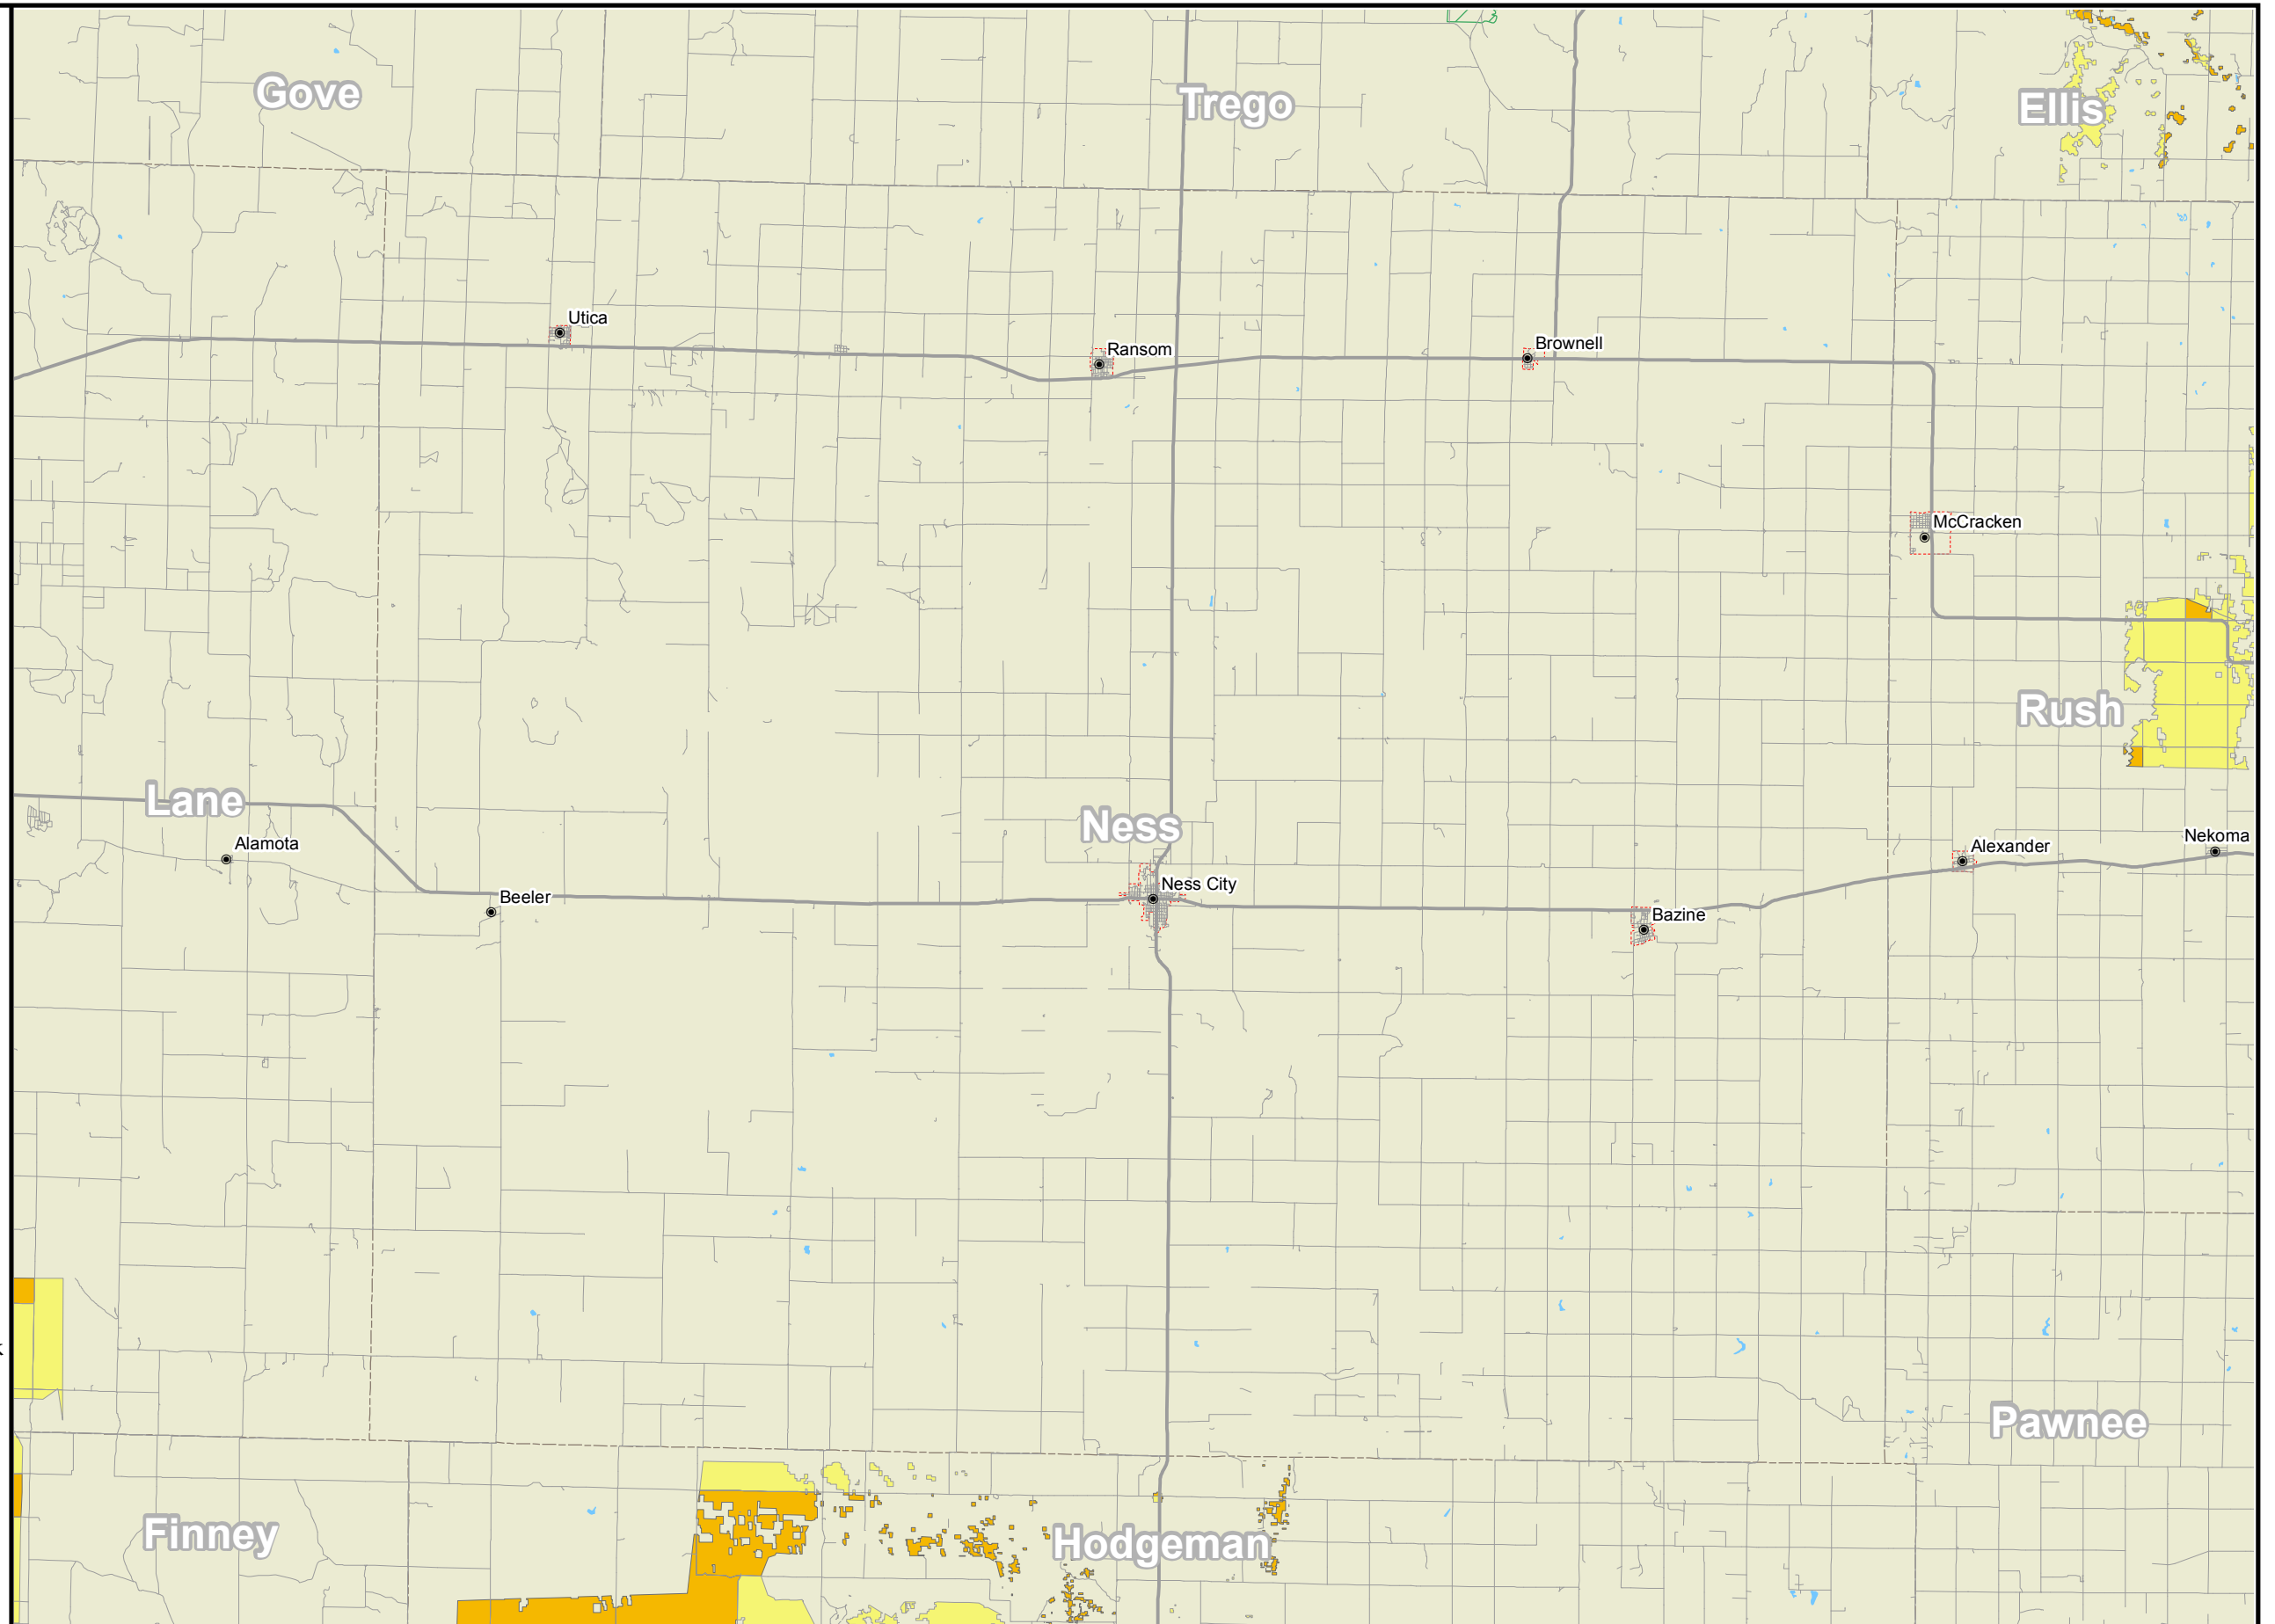 Gove
Trego
Ellis
Utica
Ransom
Brownell
McCracken
Rush
Lane
Ness
Alamota
Alexander
Nekoma
Beeler
Ness City
Bazine
Pawnee
Finney
Hodgeman